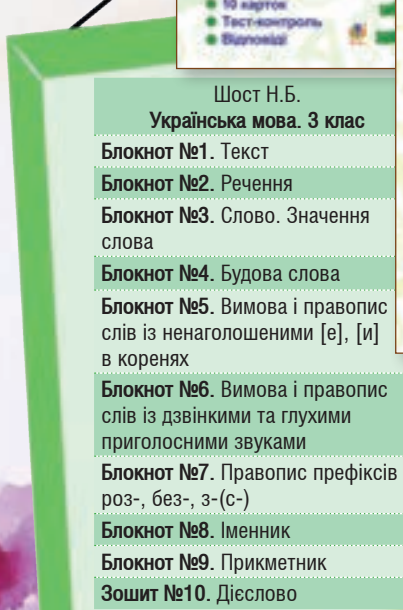 10 карток
Тест-контроль
Відповіді
Шост Н.Б.
Українська мова. 3 клас
Блокнот №1. Текст
Блокнот №2. Речення
Блокнот №3. Слово. Значення
слова
Блокнот №4. Будова слова
Блокнот №5. Вимова і правопис
слів із ненаголошеними [е], [и]
в коренях
Блокнот №6. Вимова і правопис
слів із дзвінкими та глухими
приголосними звуками
Блокнот №7. Правопис префіксів
роз-, без-, з-(с-)
Блокнот №8. Іменник
Блокнот №9. Прикметник
Зошит №10. Дієслово